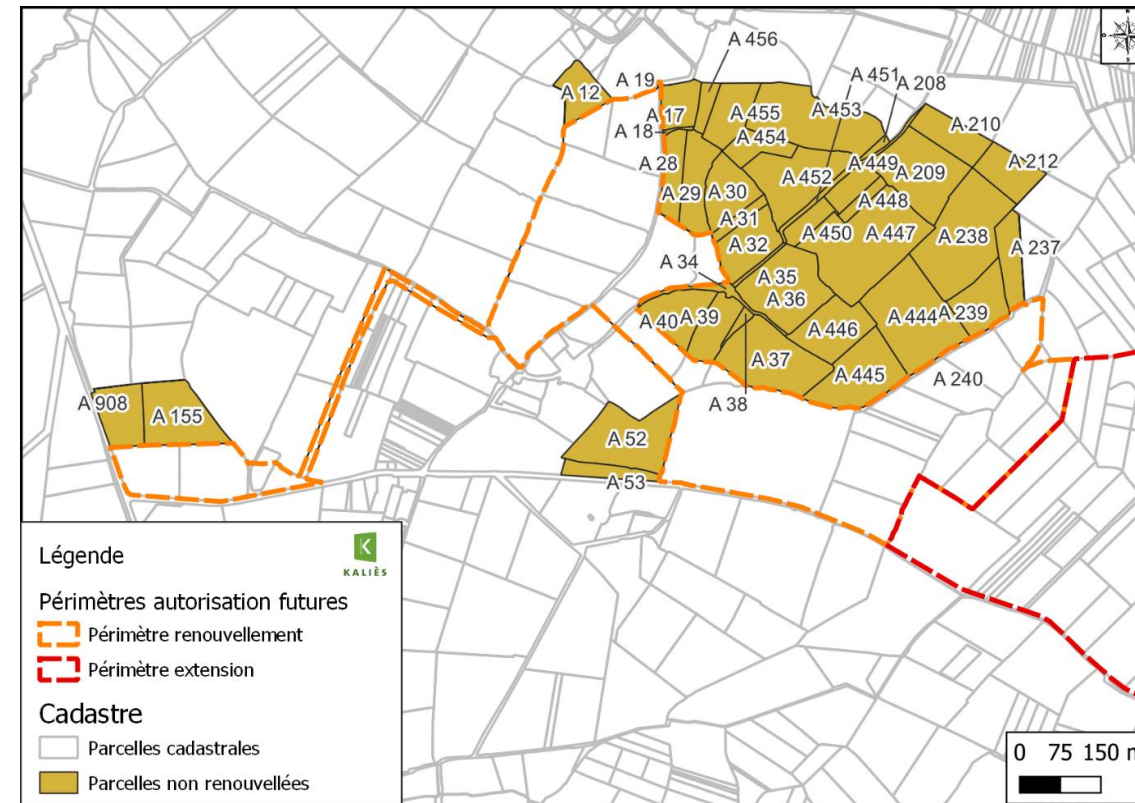 A 456
A 19
A 12
A 451
A 208
A 17
A 455
A 453
A 210
A 18
A 454
A 28
A 449
A 212
A 29
A 30
A 452
A 209
A 31
A 448
A 32
A 450
A 447
A 238
A 237
A 34
A 35
A 36
A 40
A 39
A 446
A 444
A 239
A 37
A 445
A 240
A 38
A 908
A 155
A 52
A 53
Légende
KALIÈS
Périmètres autorisation futures
Périmètre renouvellement
Périmètre extension
Cadastre
Parcelles cadastrales
Parcelles non renouvellées
0 75 150 m